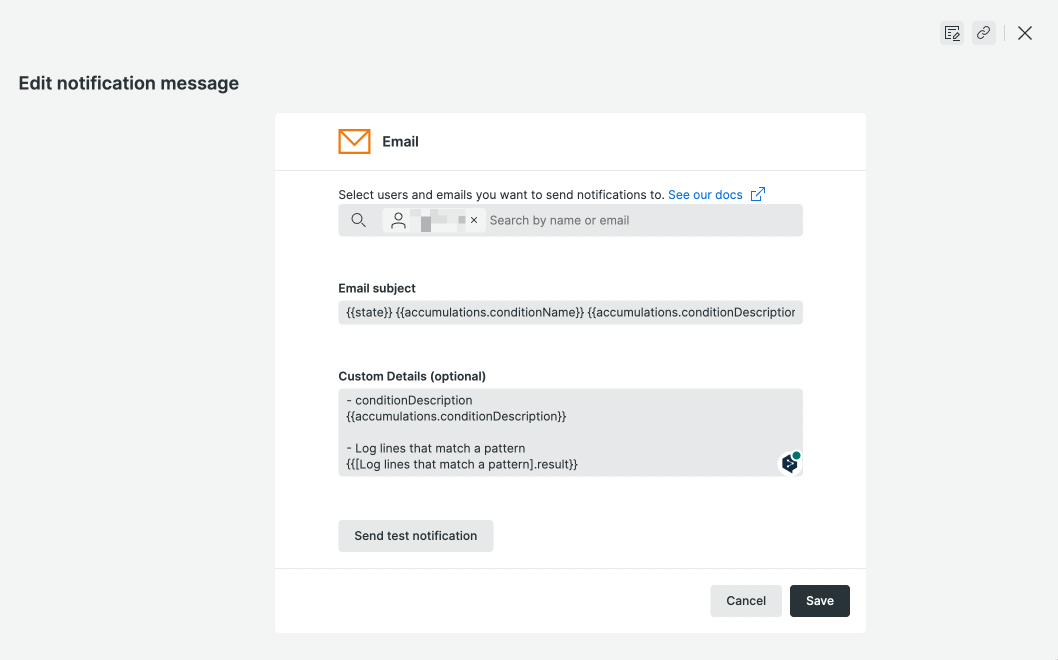 Edit notification message
Email
Select users and emails you want to send notifications to. See our docs
× Search by name or email
Email subject
{{state}} {{accumulations.conditionName}} {{accumulations.conditionDescription
Custom Details (optional)
- conditionDescription
{{accumulations.conditionDescription}}
- Log lines that match a pattern
{{[Log lines that match a pattern].result}}
Send test notification
Cancel Save